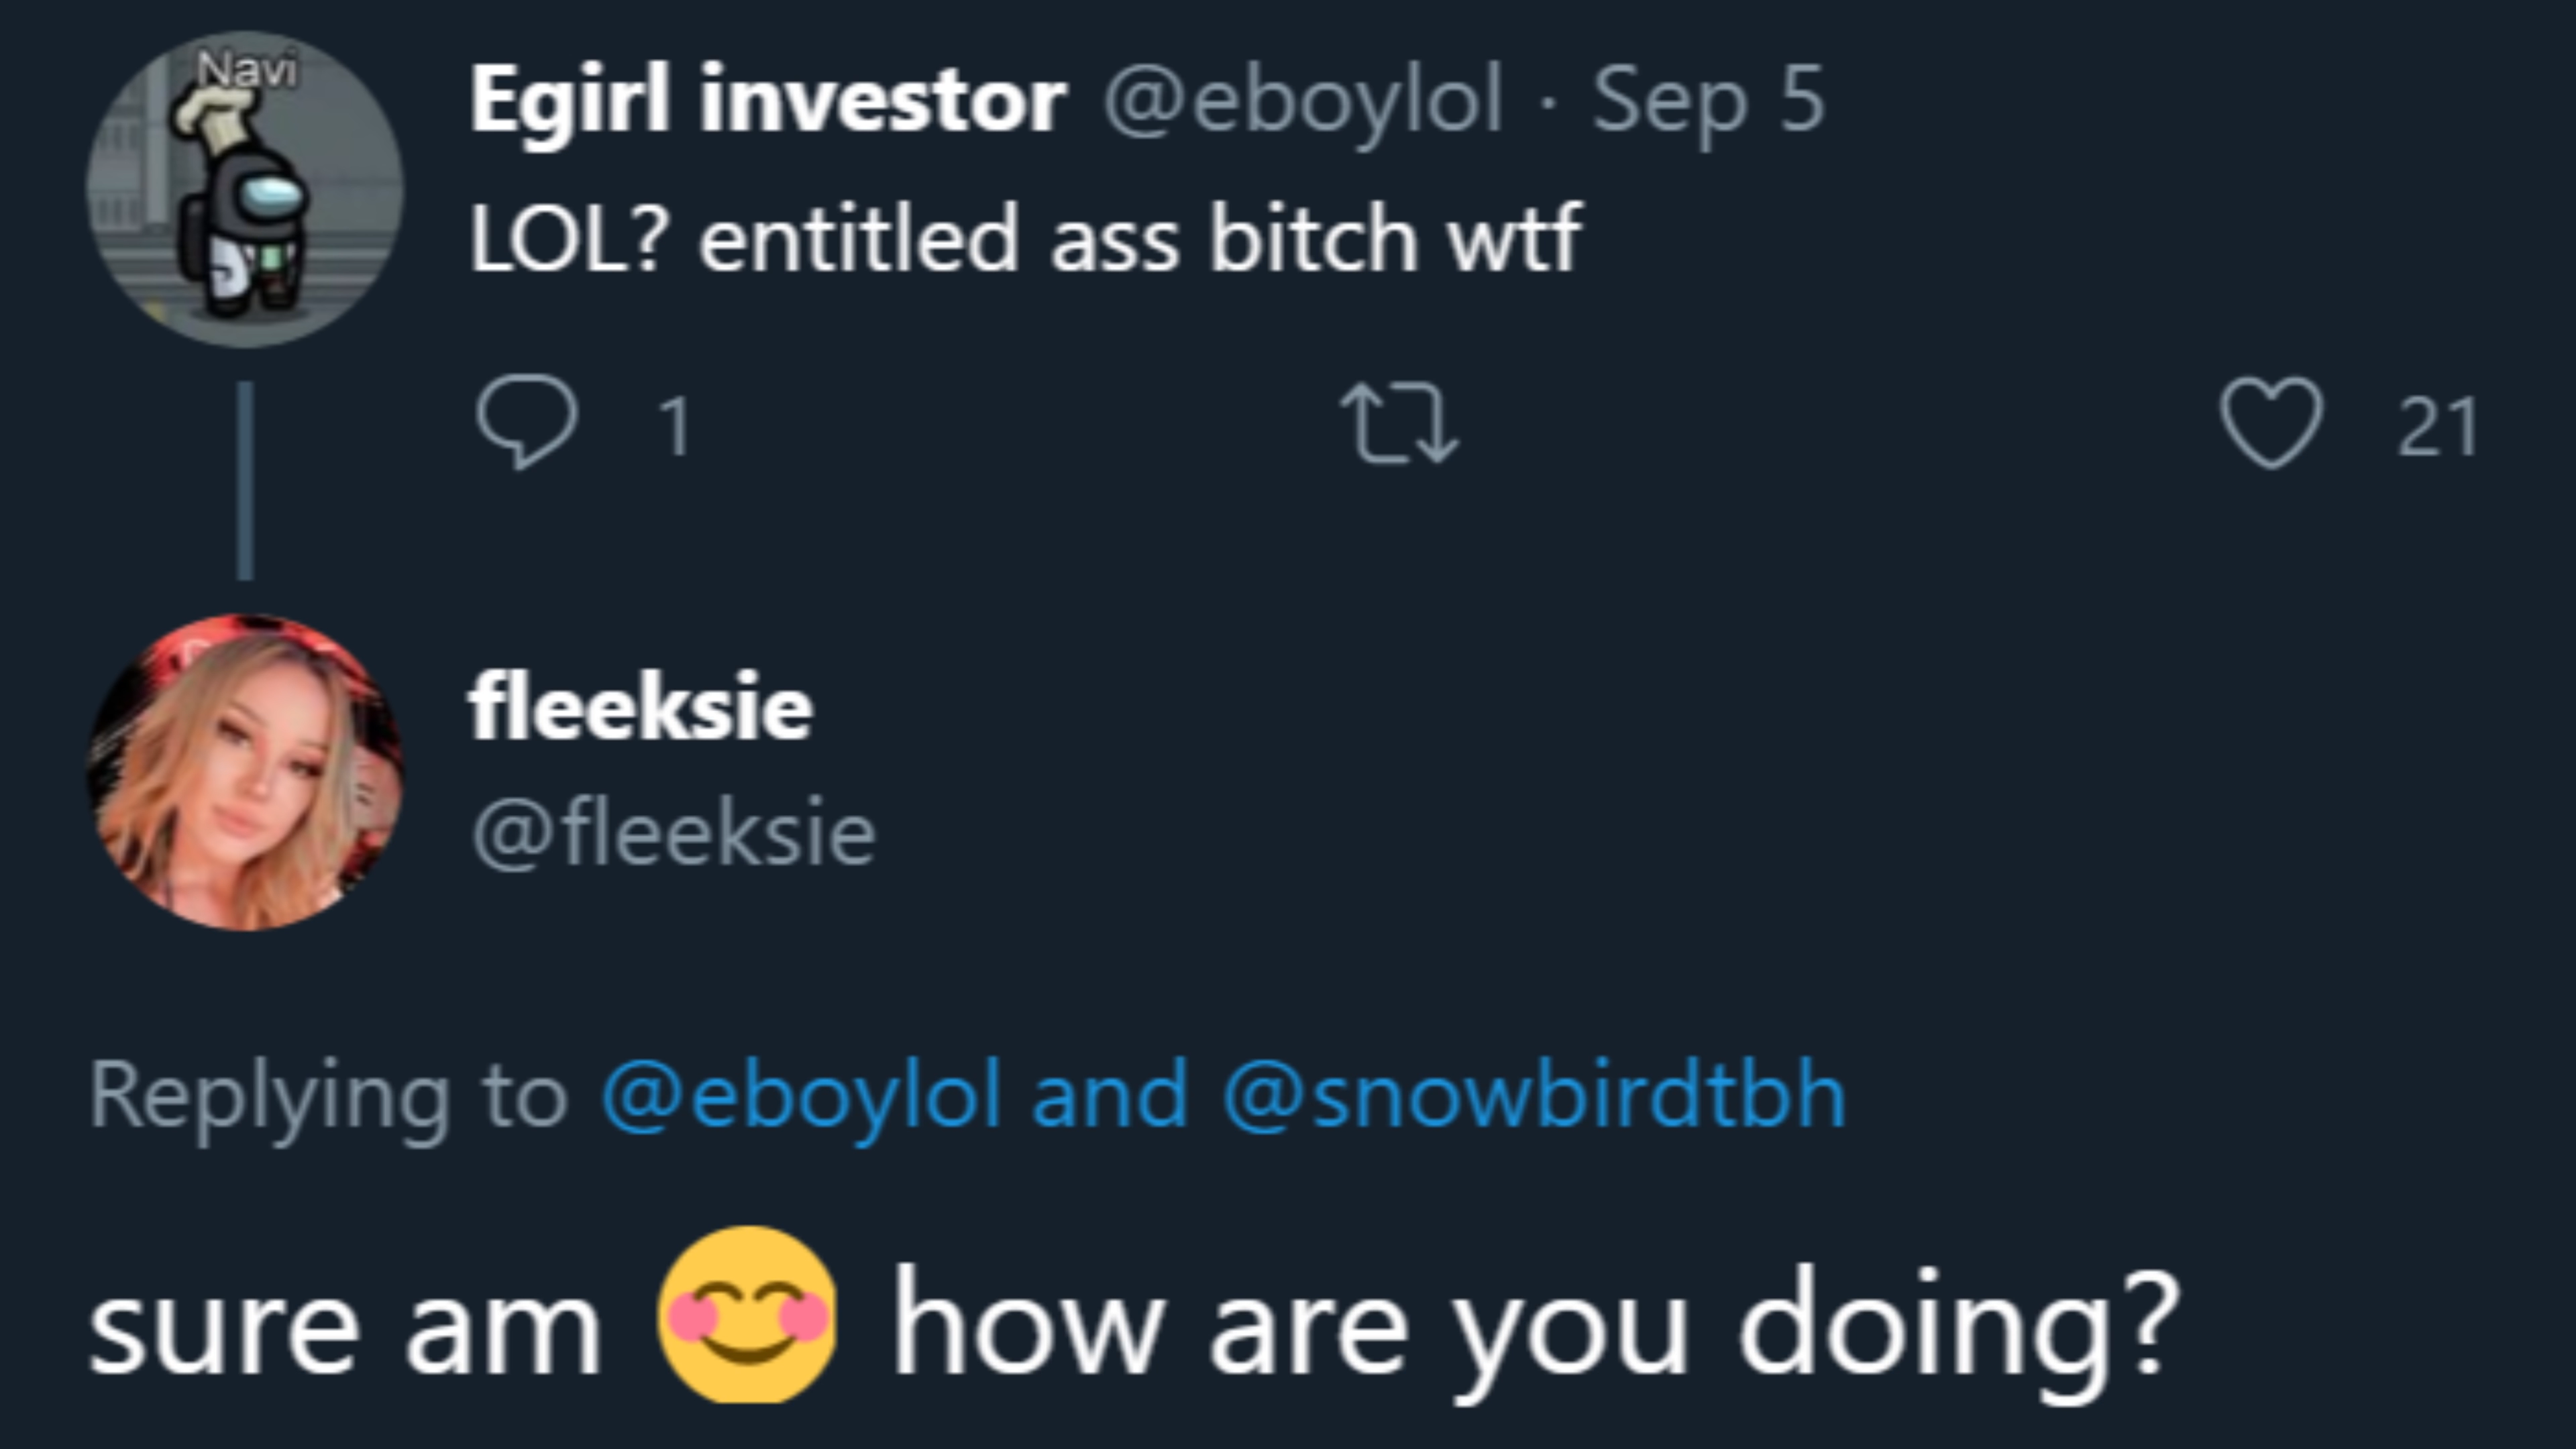 Navi
Egirl investor @eboylol · Sep 5
LOL? entitled ass bitch wtf
1 21
fleeksie
@fleeksie
Replying to @eboylol and @snowbirdtbh
sure am 😊 how are you doing?